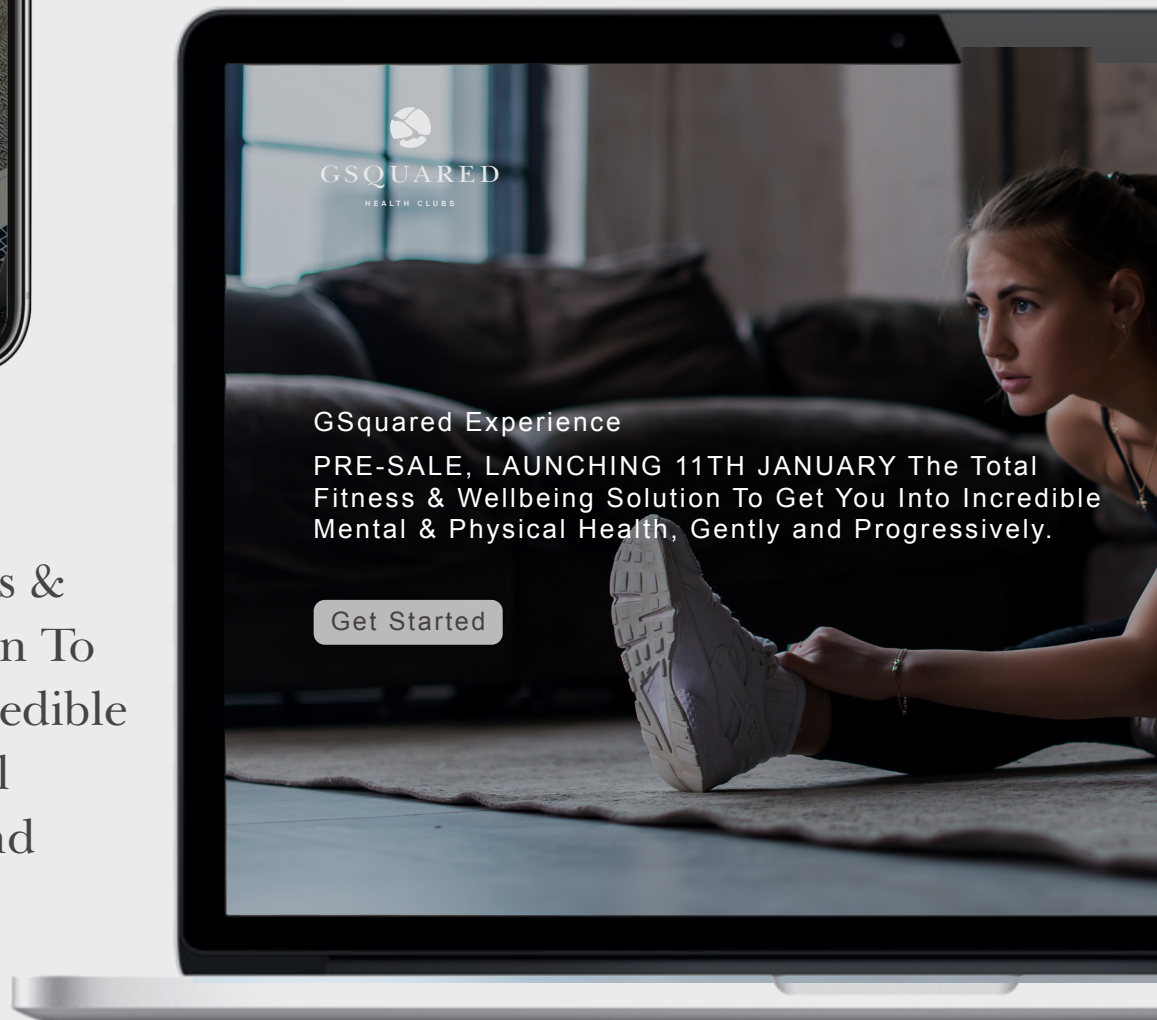 GSQUARED
HEALTH CLUBS
GSquared Experience
PRE-SALE, LAUNCHING 11TH JANUARY The Total
Fitness & Wellbeing Solution To Get You Into Incredible
Mental & Physical Health, Gently and Progressively.
Get Started
s &
n To
edible
l
nd